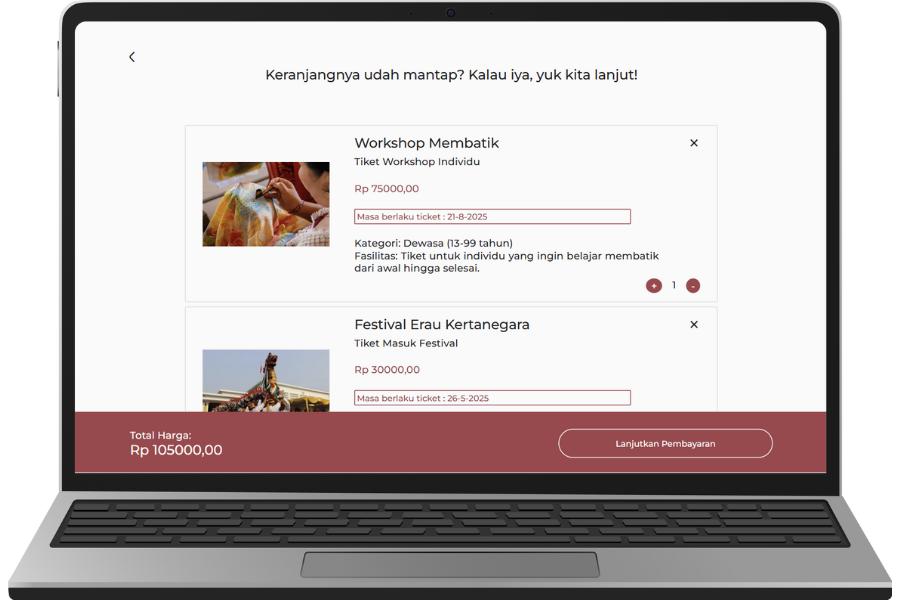 Keranjangnya udah mantap? Kalau iya, yuk kita lanjut!
Workshop Membatik
Tiket Workshop Individu
Rp 75000,00
Masa berlaku ticket : 21-8-2025
Kategori: Dewasa (13-99 tahun)
Fasilitas: Tiket untuk individu yang ingin belajar membatik
dari awal hingga selesai.
+ 1 -
Festival Erau Kertanegara
Tiket Masuk Festival
Rp 30000,00
Masa berlaku ticket : 26-5-2025
Total Harga:
Rp 105000,00
Lanjutkan Pembayaran